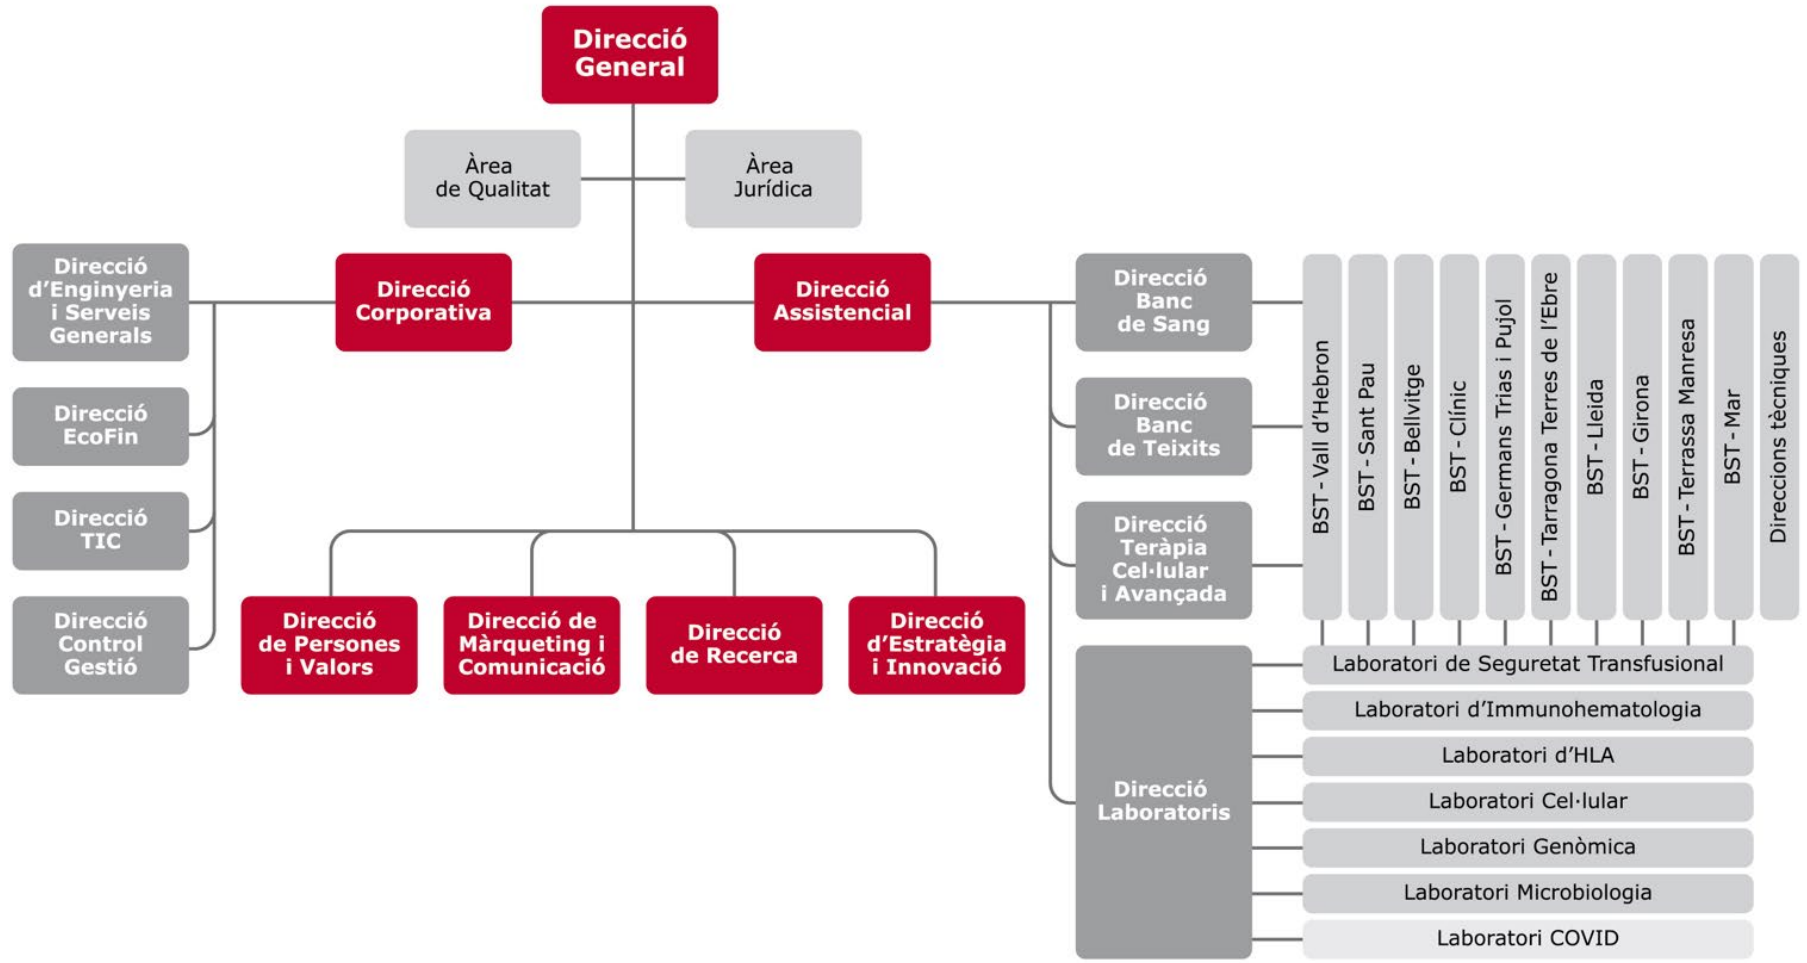 Direcció
General
Àrea
de Qualitat
Àrea
Jurídica
Direcció
d'Enginyeria
i Serveis
Generals
Direcció
Corporativa
Direcció
Assistencial
Direcció
Banc
de Sang
Direcció
EcoFin
Direcció
Banc
de Teixits
Direcció
TIC
Direcció
Teràpia
Cel·lular
i Avançada
Direcció
Control
Gestió
Direcció
de Persones
i Valors
Direcció de
Màrqueting i
Comunicació
Direcció
de Recerca
Direcció
d'Estratègia
i Innovació
BST - Vall d'Hebron
BST - Sant Pau
BST - Bellvitge
BST - Clínic
BST - Germans Trias i Pujol
BST - Tarragona Terres de l'Ebre
BST - Lleida
BST - Girona
BST - Terrassa Manresa
BST - Mar
Direccions tècniques
Direcció
Laboratoris
Laboratori de Seguretat Transfusional
Laboratori d'Immunohematologia
Laboratori d'HLA
Laboratori Cel·lular
Laboratori Genòmica
Laboratori Microbiologia
Laboratori COVID